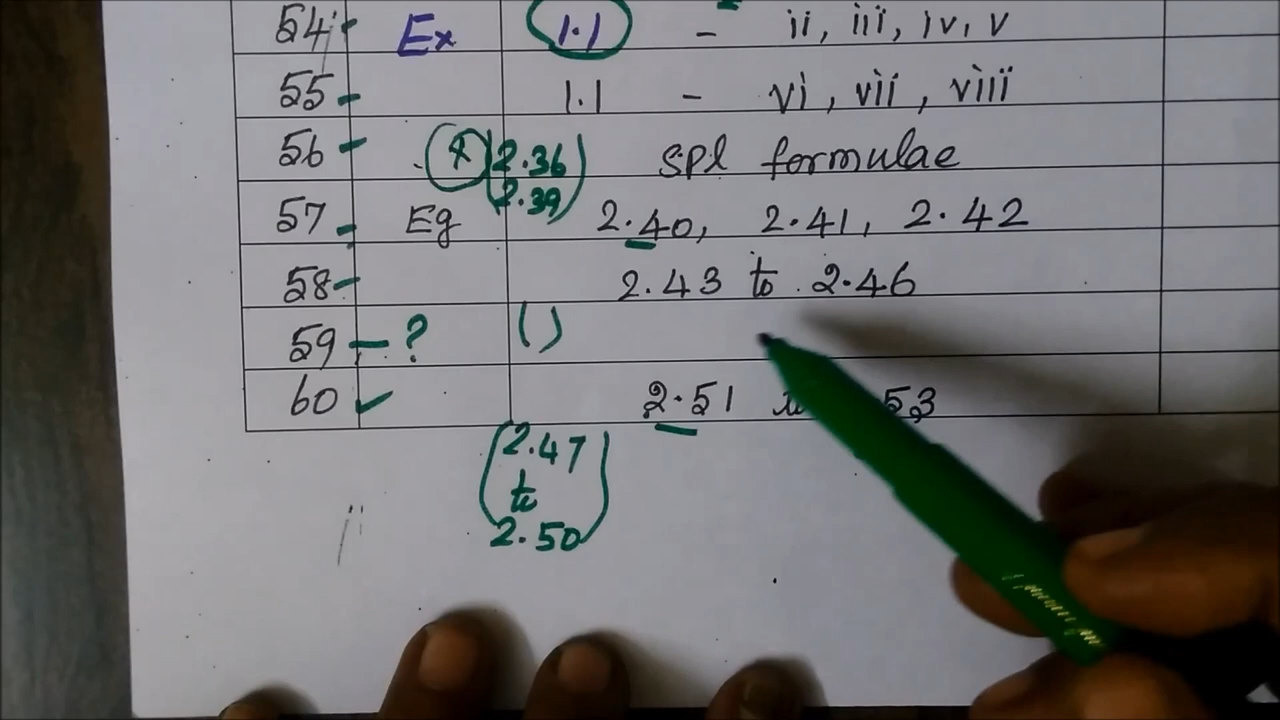 54 Ex 1.1 - ii, iii, iv, v
55 1.1 - vi, vii, viii
56 (2.36 spl formulae
2.39)
57 Eg 2.40, 2.41, 2.42
58 2.43 to 2.46
59 - ? ( )
60 ✓ 2.51 53
(2.47
to
2.50)